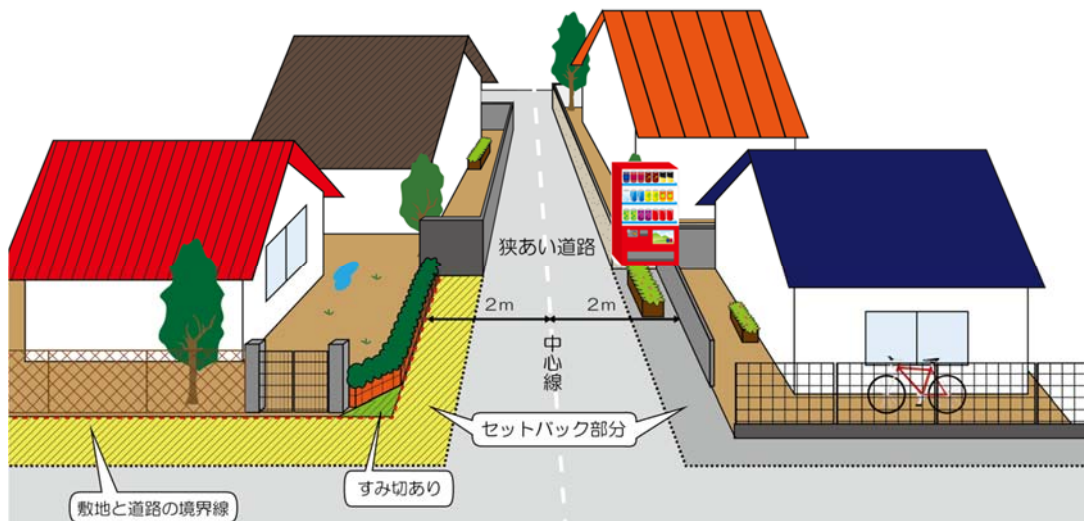 狭あい道路
2m
2m
中心線
セットバック部分
すみ切あり
敷地と道路の境界線